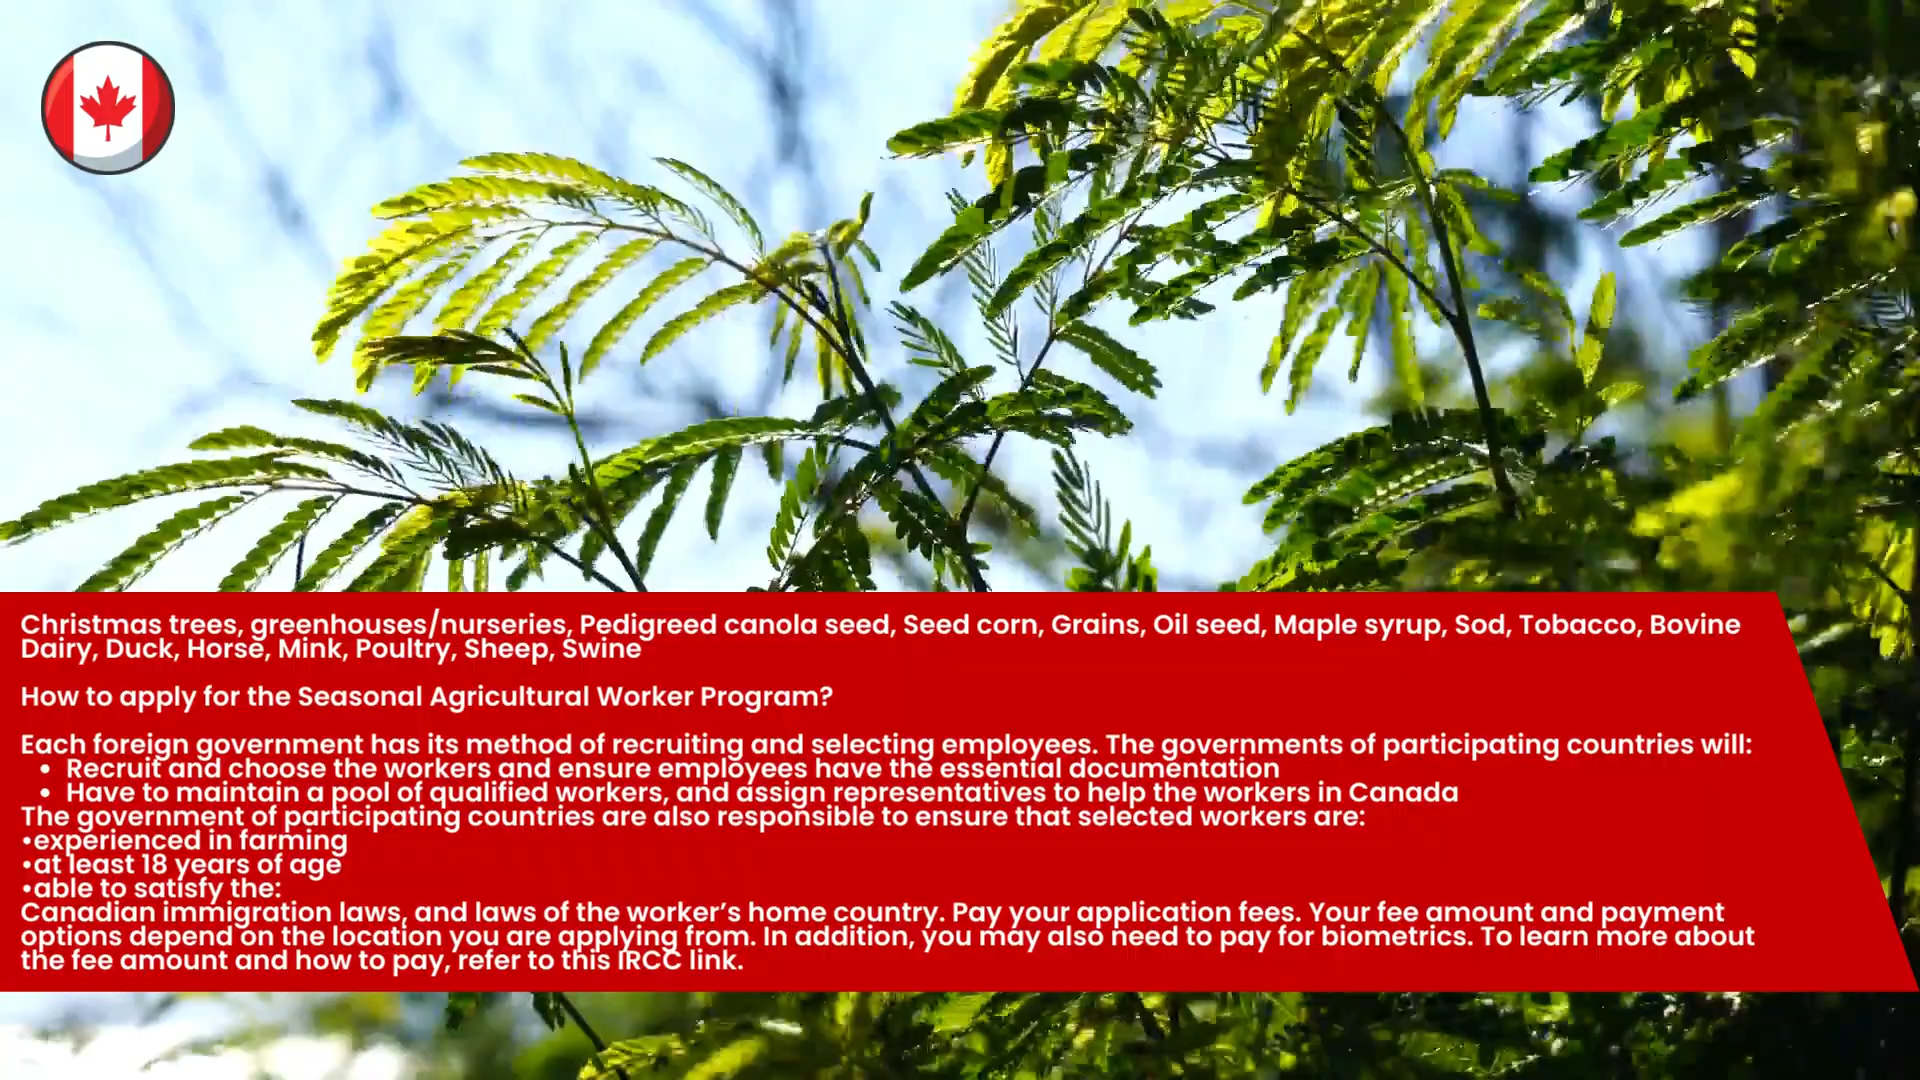 Christmas trees, greenhouses/nurseries, Pedigreed canola seed, Seed corn, Grains, Oil seed, Maple syrup, Sod, Tobacco, Bovine
Dairy, Duck, Horse, Mink, Poultry, Sheep, Swine
How to apply for the Seasonal Agricultural Worker Program?
Each foreign government has its method of recruiting and selecting employees. The governments of participating countries will:
• Recruit and choose the workers and ensure employees have the essential documentation
• Have to maintain a pool of qualified workers, and assign representatives to help the workers in Canada
The government of participating countries are also responsible to ensure that selected workers are:
•experienced in farming
•at least 18 years of age
•able to satisfy the:
Canadian immigration laws, and laws of the worker’s home country. Pay your application fees. Your fee amount and payment
options depend on the location you are applying from. In addition, you may also need to pay for biometrics. To learn more about
the fee amount and how to pay, refer to this IRCC link.